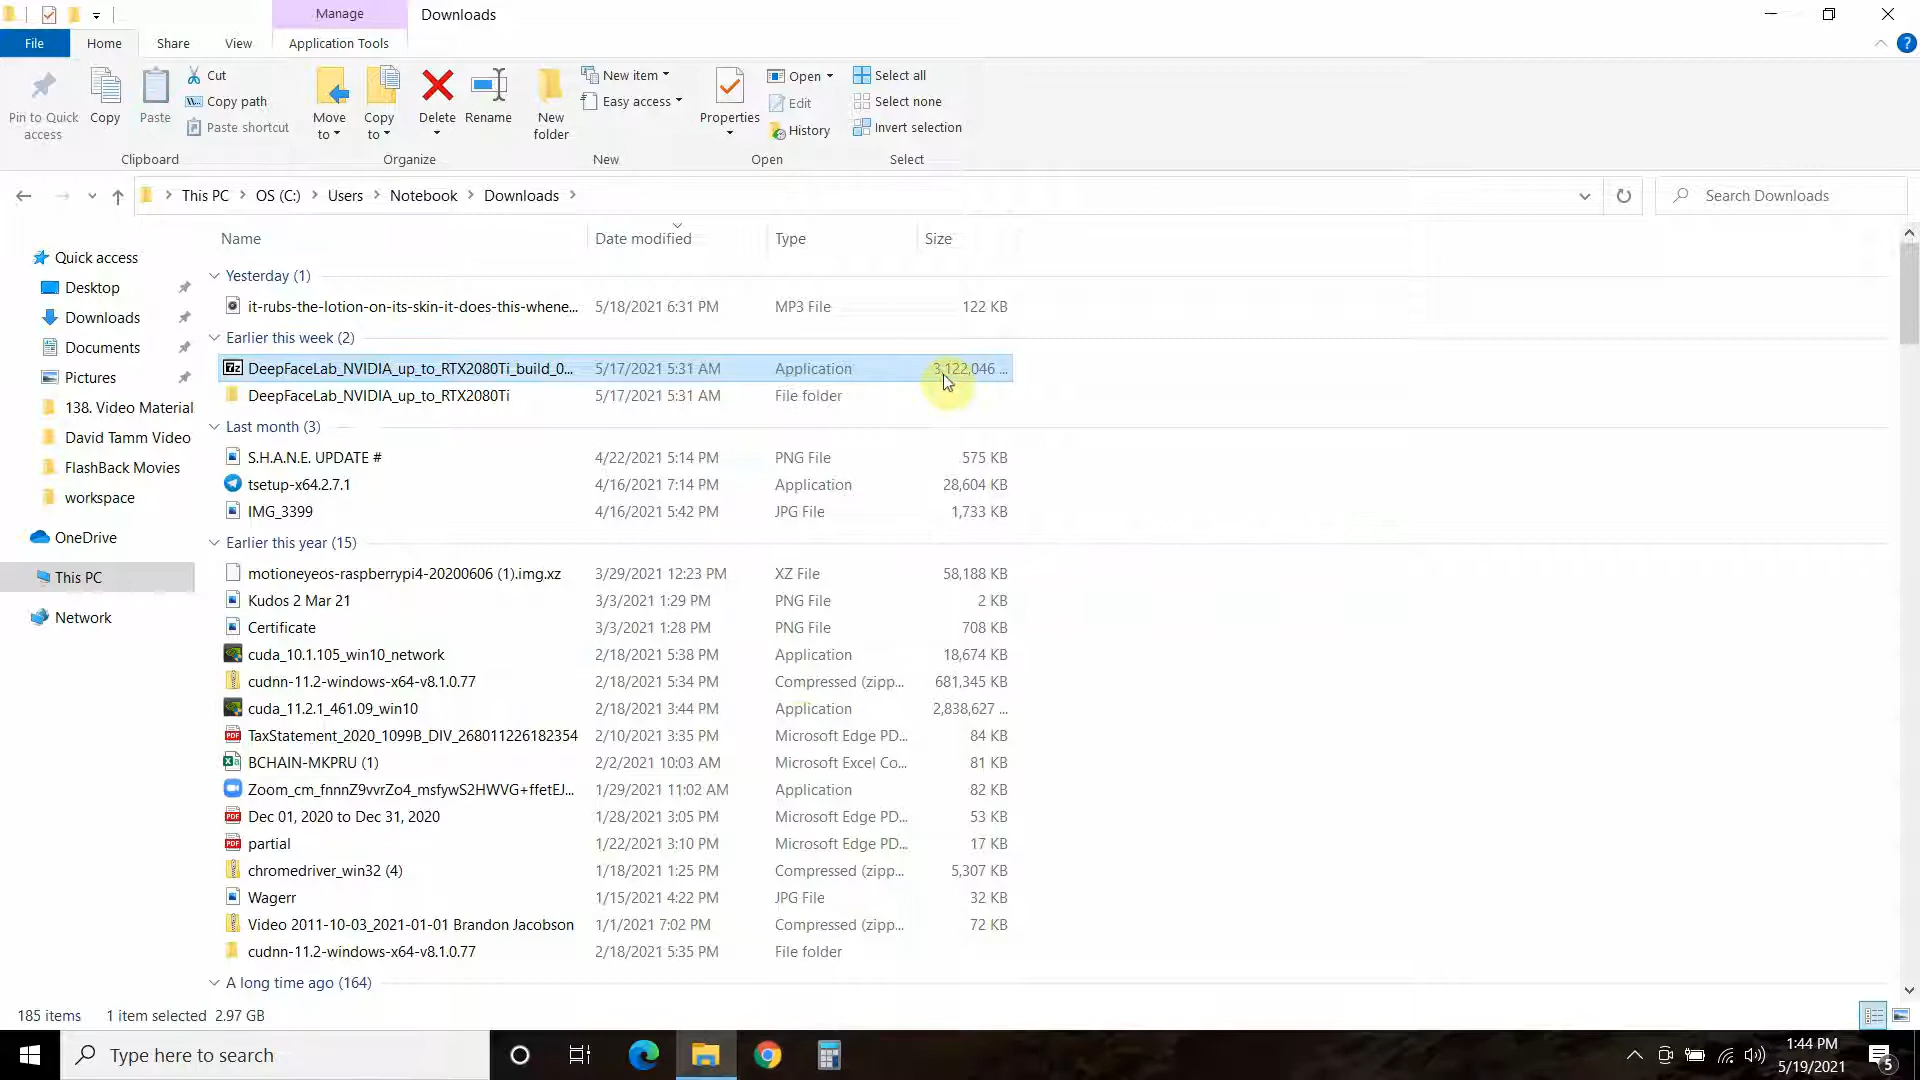 Manage
Downloads
File
Home
Share
View
Application Tools
Pin to Quick access
Copy
Paste
Cut
Copy path
Paste shortcut
Clipboard
Move to
Copy to
Delete
Rename
Organize
New folder
New item
Easy access
New
Properties
Open
Edit
History
Open
Select all
Select none
Invert selection
Select
This PC > OS (C:) > Users > Notebook > Downloads >
Search Downloads
Quick access
Desktop
Downloads
Documents
Pictures
138. Video Material
David Tamm Video
FlashBack Movies
workspace
OneDrive
This PC
Network
Name Date modified Type Size
Yesterday (1)
it-rubs-the-lotion-on-its-skin-it-does-this-whene... 5/18/2021 6:31 PM MP3 File 122 KB
Earlier this week (2)
7z DeepFaceLab_NVIDIA_up_to_RTX2080Ti_build_0... 5/17/2021 5:31 AM Application 3,122,046 ...
DeepFaceLab_NVIDIA_up_to_RTX2080Ti 5/17/2021 5:31 AM File folder
Last month (3)
S.H.A.N.E. UPDATE # 4/22/2021 5:14 PM PNG File 575 KB
tsetup-x64.2.7.1 4/16/2021 7:14 PM Application 28,604 KB
IMG_3399 4/16/2021 5:42 PM JPG File 1,733 KB
Earlier this year (15)
motioneyeos-raspberrypi4-20200606 (1).img.xz 3/29/2021 12:23 PM XZ File 58,188 KB
Kudos 2 Mar 21 3/3/2021 1:29 PM PNG File 2 KB
Certificate 3/3/2021 1:28 PM PNG File 708 KB
cuda_10.1.105_win10_network 2/18/2021 5:38 PM Application 18,674 KB
cudnn-11.2-windows-x64-v8.1.0.77 2/18/2021 5:34 PM Compressed (zipp... 681,345 KB
cuda_11.2.1_461.09_win10 2/18/2021 3:44 PM Application 2,838,627 ...
PDF TaxStatement_2020_1099B_DIV_268011226182354 2/10/2021 3:35 PM Microsoft Edge PD... 84 KB
BCHAIN-MKPRU (1) 2/2/2021 10:03 AM Microsoft Excel Co... 81 KB
Zoom_cm_fnnnZ9vvrZo4_msfywS2HWVG+ffetEJ... 1/29/2021 11:02 AM Application 82 KB
PDF Dec 01, 2020 to Dec 31, 2020 1/28/2021 3:05 PM Microsoft Edge PD... 53 KB
PDF partial 1/22/2021 3:10 PM Microsoft Edge PD... 17 KB
chromedriver_win32 (4) 1/18/2021 1:25 PM Compressed (zipp... 5,307 KB
Wagerr 1/15/2021 4:22 PM JPG File 32 KB
Video 2011-10-03_2021-01-01 Brandon Jacobson 1/1/2021 7:02 PM Compressed (zipp... 72 KB
cudnn-11.2-windows-x64-v8.1.0.77 2/18/2021 5:35 PM File folder
A long time ago (164)
185 items 1 item selected 2.97 GB
Type here to search
1:44 PM
5/19/2021
5